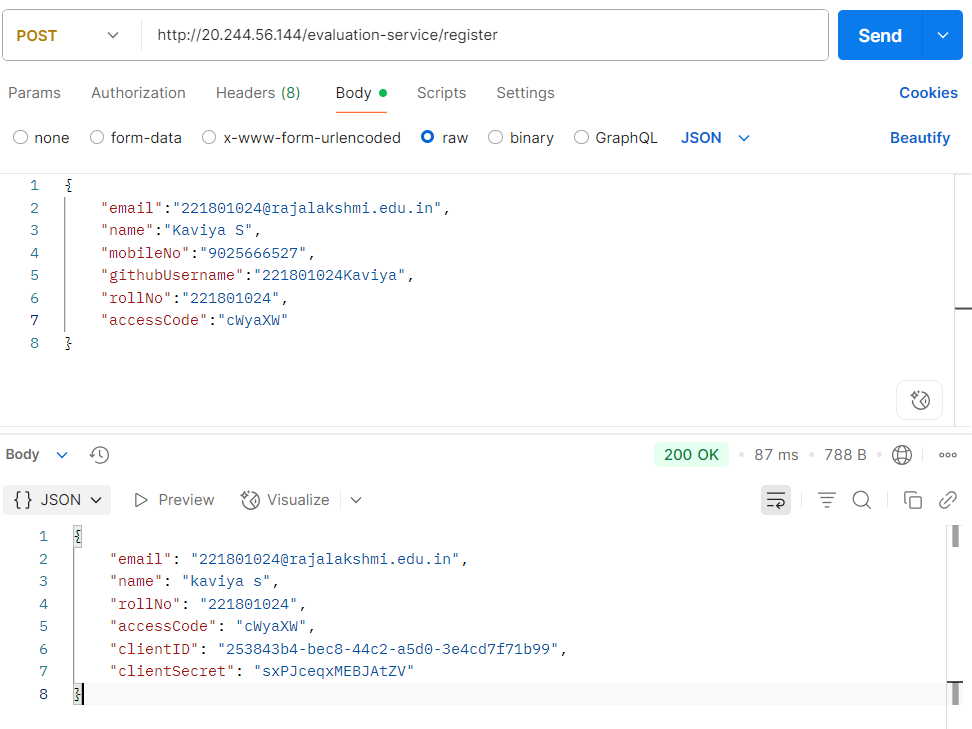 POST http://20.244.56.144/evaluation-service/register Send
Params Authorization Headers (8) Body Scripts Settings Cookies
none form-data x-www-form-urlencoded raw binary GraphQL JSON Beautify
1 {
2 "email":"221801024@rajalakshmi.edu.in",
3 "name":"Kaviya S",
4 "mobileNo":"9025666527",
5 "githubUsername":"221801024Kaviya",
6 "rollNo":"221801024",
7 "accessCode":"cWyaXW"
8 }
Body 200 OK 87 ms 788 B
{} JSON Preview Visualize
1 {
2 "email": "221801024@rajalakshmi.edu.in",
3 "name": "kaviya s",
4 "rollNo": "221801024",
5 "accessCode": "cWyaXW",
6 "clientID": "253843b4-bec8-44c2-a5d0-3e4cd7f71b99",
7 "clientSecret": "sxPJceqxMEBJAtZV"
8 }